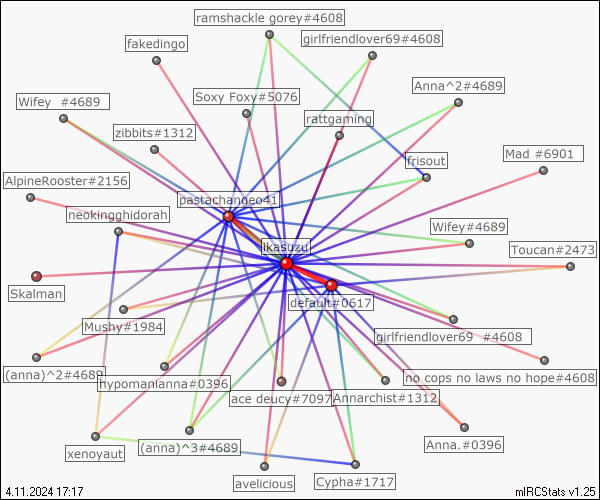 ramshackle gorey#4608
girlfriendlover69#4608
fakedingo
Anna^2#4689
Soxy Foxy#5076
Wifey #4689
rattgaming
zibbits#1312
Mad #6901
frisout
AlpineRooster#2156
pastachangeo41
neokingghidorah
Wifey#4689
ikasuzu
Toucan#2473
Skalman
default#0617
Mushy#1984
girlfriendlover69 #4608
(anna)^2#4689
hypomanianna#0396
no cops no laws no hope#4608
ace deucy#7097
Annarchist#1312
xenoyaut
(anna)^3#4689
Anna.#0396
avelicious
Cypha#1717
4.11.2024 17:17
mIRCStats v1.25